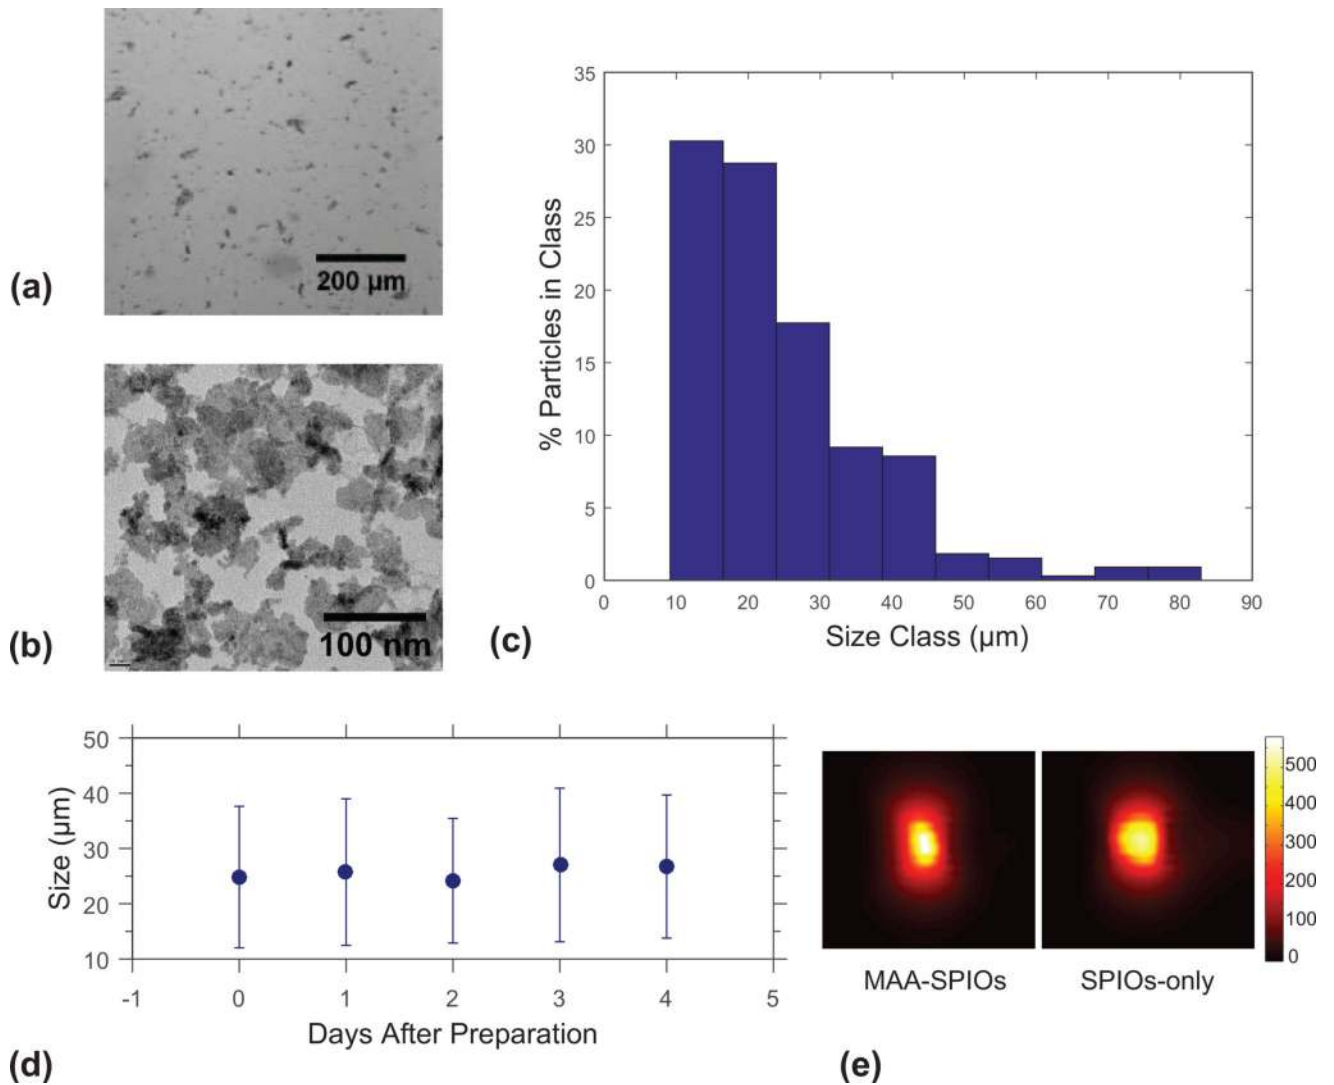 (a)
200 µm
(b)
100 nm
(c)
% Particles in Class
35
30
25
20
15
10
5
0
0 10 20 30 40 50 60 70 80 90
Size Class (µm)
(d)
Size (µm)
50
40
30
20
10
-1 0 1 2 3 4 5
Days After Preparation
(e)
500
400
300
200
100
0
MAA-SPIOs
SPIOs-only